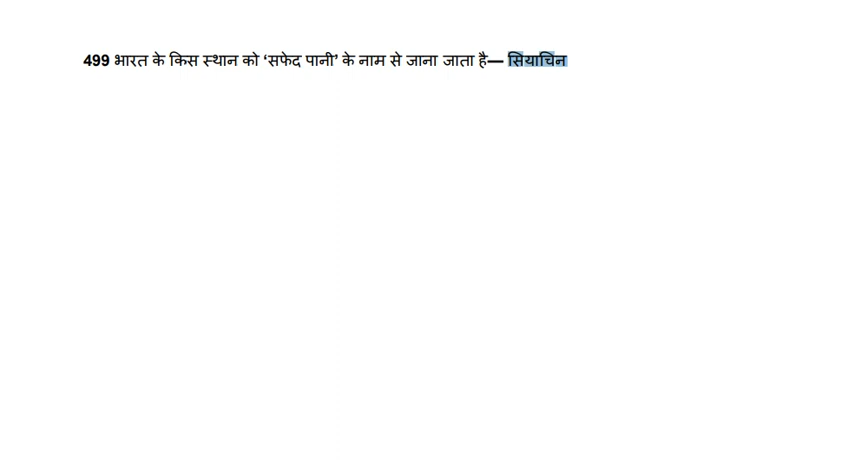 499 भारत के किस स्थान को ‘सफेद पानी’ के नाम से जाना जाता है— सियाचिन